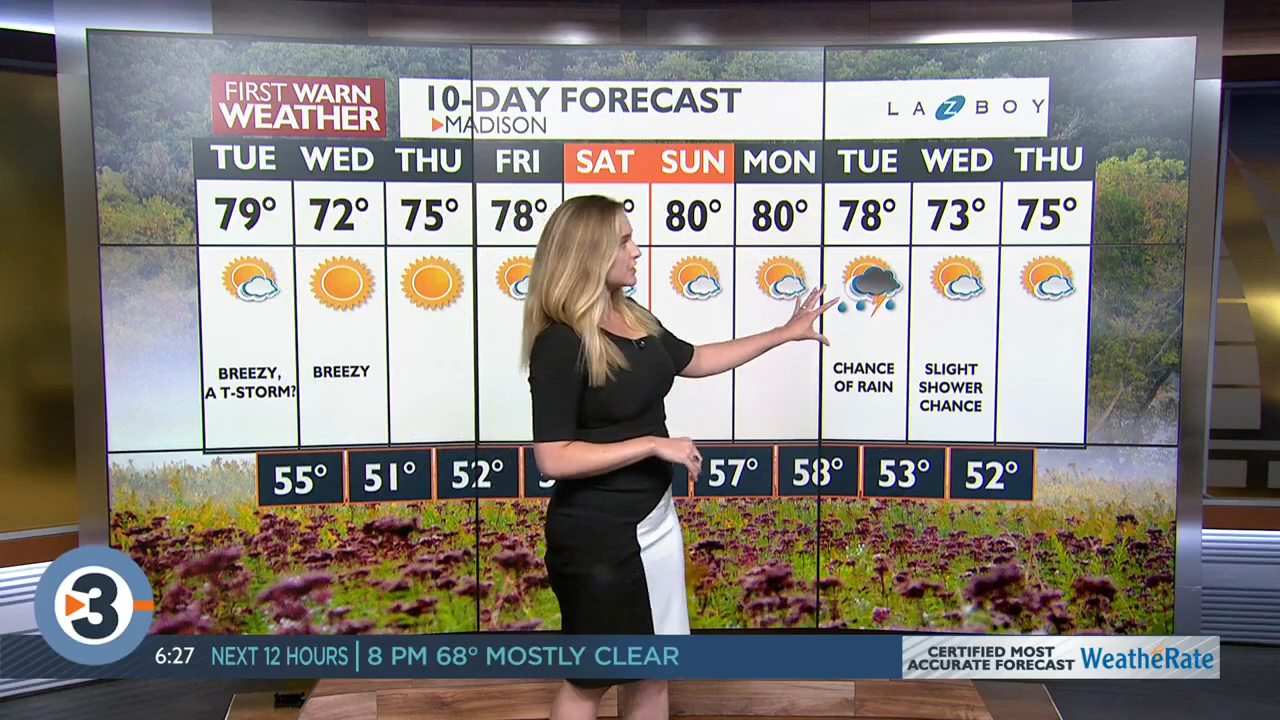 FIRST WARN
WEATHER
10-DAY FORECAST
MADISON
LA Z BOY
TUE WED THU FRI SAT SUN MON TUE WED THU
79° 72° 75° 78° 80° 80° 78° 73° 75°
BREEZY,
A T-STORM?
BREEZY
CHANCE
OF RAIN
SLIGHT
SHOWER
CHANCE
55° 51° 52° 57° 58° 53° 52°
3
6:27 NEXT 12 HOURS | 8 PM 68° MOSTLY CLEAR
CERTIFIED MOST
ACCURATE FORECAST
WeatheRate